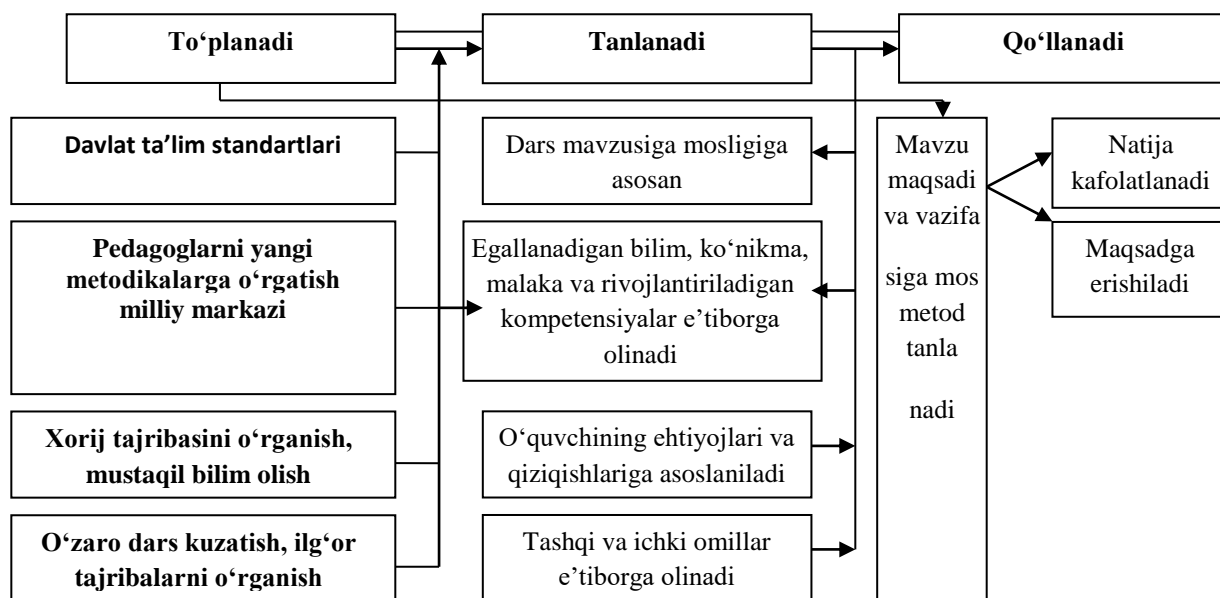 To‘planadi
Tanlanadi
Qo‘llanadi
Davlat ta’lim standartlari
Pedagoglarni yangi
metodikalarga o‘rgatish
milliy markazi
Xorij tajribasini o‘rganish,
mustaqil bilim olish
O‘zaro dars kuzatish, ilg‘or
tajribalarni o‘rganish
Dars mavzusiga mosligiga
asosan
Egallanadigan bilim, ko‘nikma,
malaka va rivojlantiriladigan
kompetensiyalar e’tiborga
olinadi
O‘quvchining ehtiyojlari va
qiziqishlariga asoslaniladi
Tashqi va ichki omillar
e’tiborga olinadi
Mavzu
maqsadi
va vazifa
siga mos
metod
tanla
nadi
Natija
kafolatlanadi
Maqsadga
erishiladi